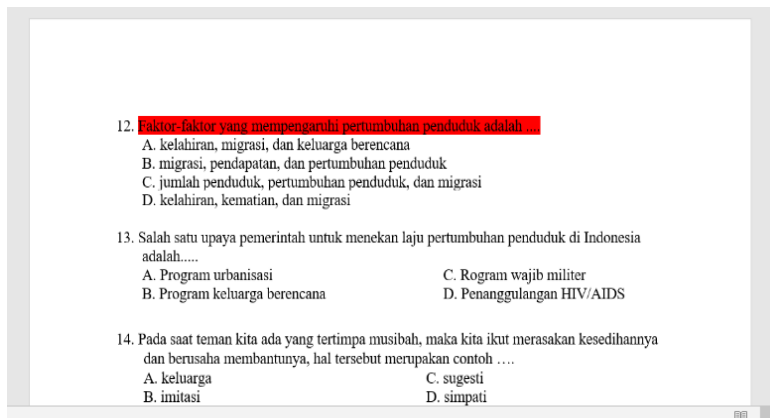 12. Faktor-faktor yang mempengaruhi pertumbuhan penduduk adalah ....
A. kelahiran, migrasi, dan keluarga berencana
B. migrasi, pendapatan, dan pertumbuhan penduduk
C. jumlah penduduk, pertumbuhan penduduk, dan migrasi
D. kelahiran, kematian, dan migrasi
13. Salah satu upaya pemerintah untuk menekan laju pertumbuhan penduduk di Indonesia
adalah.....
A. Program urbanisasi C. Rogram wajib militer
B. Program keluarga berencana D. Penanggulangan HIV/AIDS
14. Pada saat teman kita ada yang tertimpa musibah, maka kita ikut merasakan kesedihannya
dan berusaha membantunya, hal tersebut merupakan contoh ….
A. keluarga C. sugesti
B. imitasi D. simpati